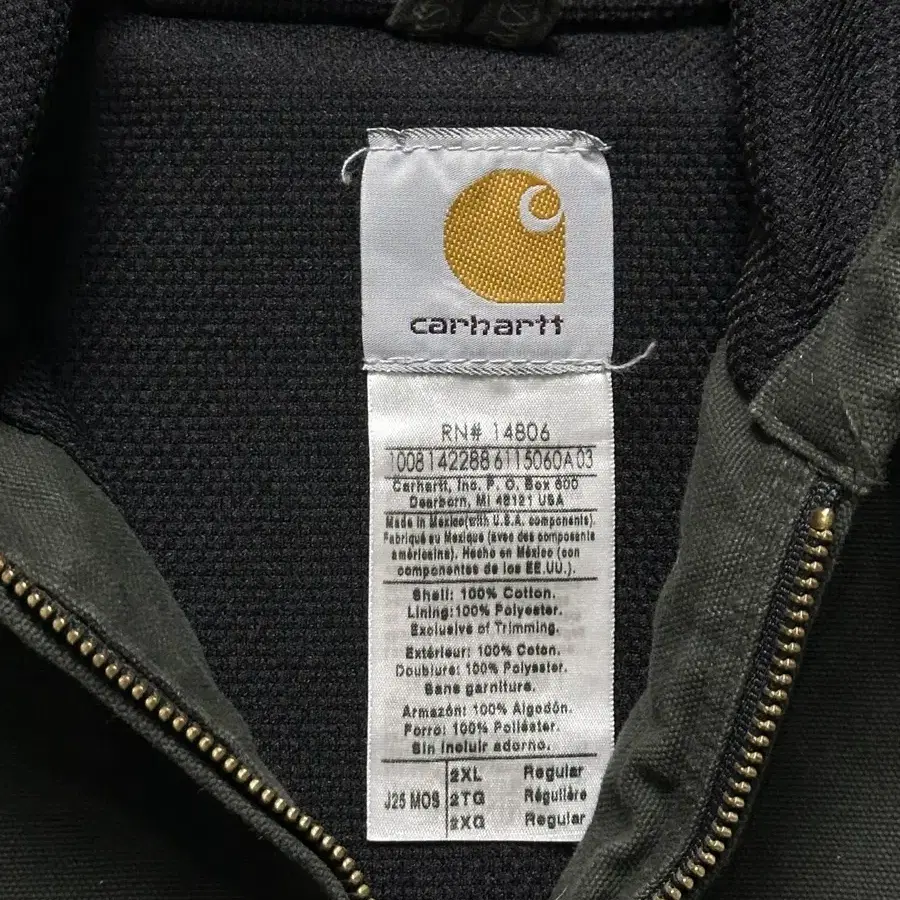 carhartt
RN# 14806
10081422886115060A03
Carhartt, Inc. P. O. Box 600
Dearborn, MI 48121 USA
Made in Mexico(with U.S.A. components).
Fabriqué au Mexique (avec des composants
américains). Hecho en México (con
componentes de los EE.UU.).
Shell: 100% Cotton.
Lining:100% Polyester.
Exclusive of Trimming.
Extérieur: 100% Coton.
Doublure: 100% Polyester.
Sans garniture.
Armazón: 100% Algodón.
Forro: 100% Poliéster.
Sin incluir adorno.
2XL Regular
J25 MOS 2TG Régulière
2XG Regular